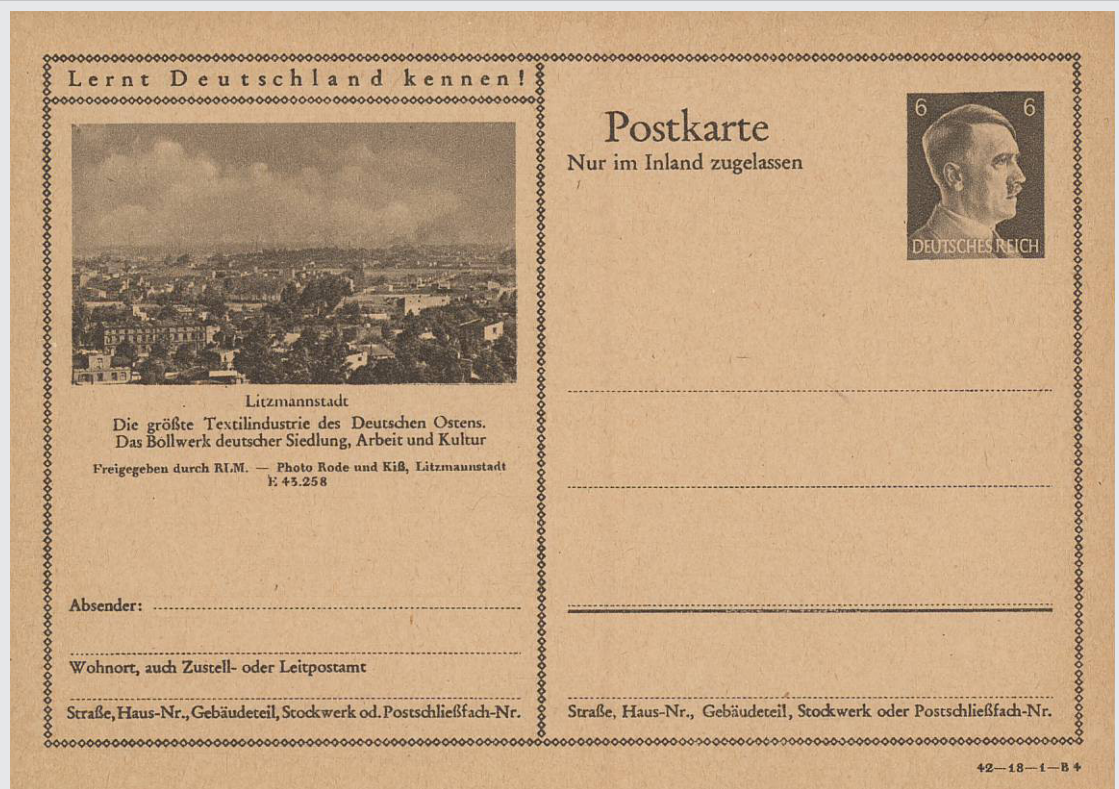 Lernt Deutschland kennen!
Litzmannstadt
Die größte Textilindustrie des Deutschen Ostens.
Das Bollwerk deutscher Siedlung, Arbeit und Kultur
Freigegeben durch RLM. — Photo Rode und Kiß, Litzmannstadt
E 43.258
Absender:
Wohnort, auch Zustell- oder Leitpostamt
Straße, Haus-Nr., Gebäudeteil, Stockwerk od. Postschließfach-Nr.
Postkarte
Nur im Inland zugelassen
6 6
DEUTSCHES REICH
Straße, Haus-Nr., Gebäudeteil, Stockwerk oder Postschließfach-Nr.
42—18—1—B 4